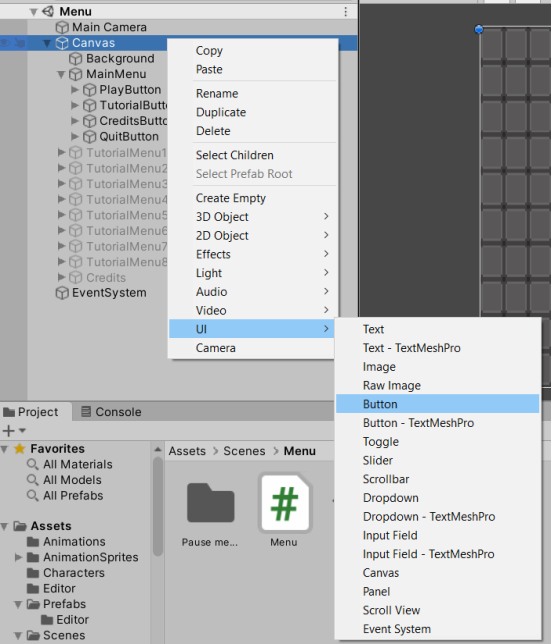 Menu
Main Camera
Canvas
Background
MainMenu
PlayButton
TutorialButt
CreditsButto
QuitButton
TutorialMenu1
TutorialMenu2
TutorialMenu3
TutorialMenu4
TutorialMenu5
TutorialMenu6
TutorialMenu7
TutorialMenu8
Credits
EventSystem
Copy
Paste
Rename
Duplicate
Delete
Select Children
Select Prefab Root
Create Empty
3D Object
2D Object
Effects
Light
Audio
Video
UI
Camera
Text
Text - TextMeshPro
Image
Raw Image
Button
Button - TextMeshPro
Toggle
Slider
Scrollbar
Dropdown
Dropdown - TextMeshPro
Input Field
Input Field - TextMeshPro
Canvas
Panel
Scroll View
Event System
Project
Console
Favorites
All Materials
All Models
All Prefabs
Assets
Animations
AnimationSprites
Characters
Editor
Prefabs
Editor
Scenes
Assets > Scenes > Menu
Pause me...
#
Menu